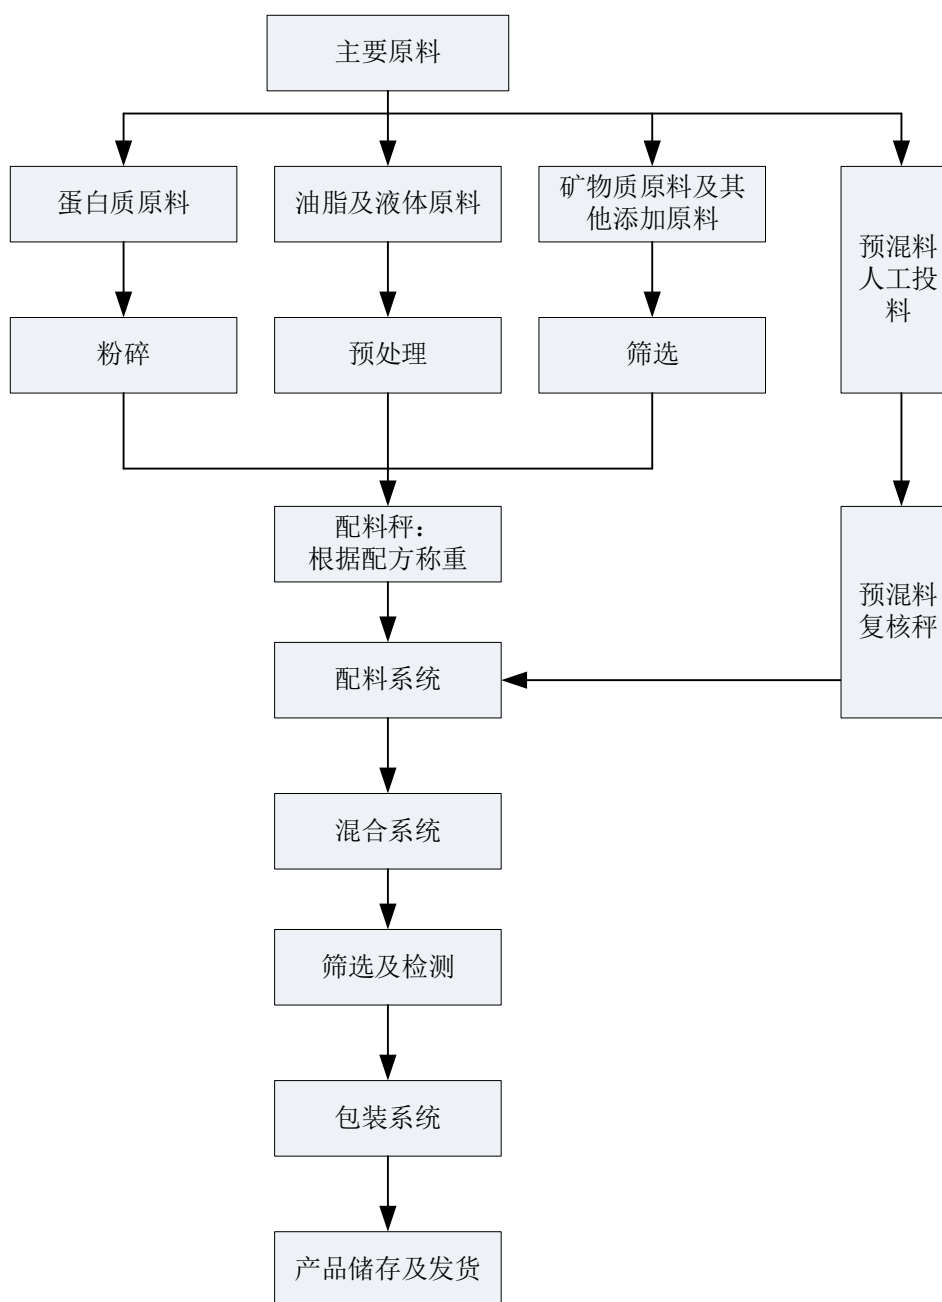 主要原料
蛋白质原料
油脂及液体原料
矿物质原料及其
他添加原料
预混料
人工投
料
粉碎
预处理
筛选
配料秤：
根据配方称重
预混料
复核秤
配料系统
混合系统
筛选及检测
包装系统
产品储存及发货